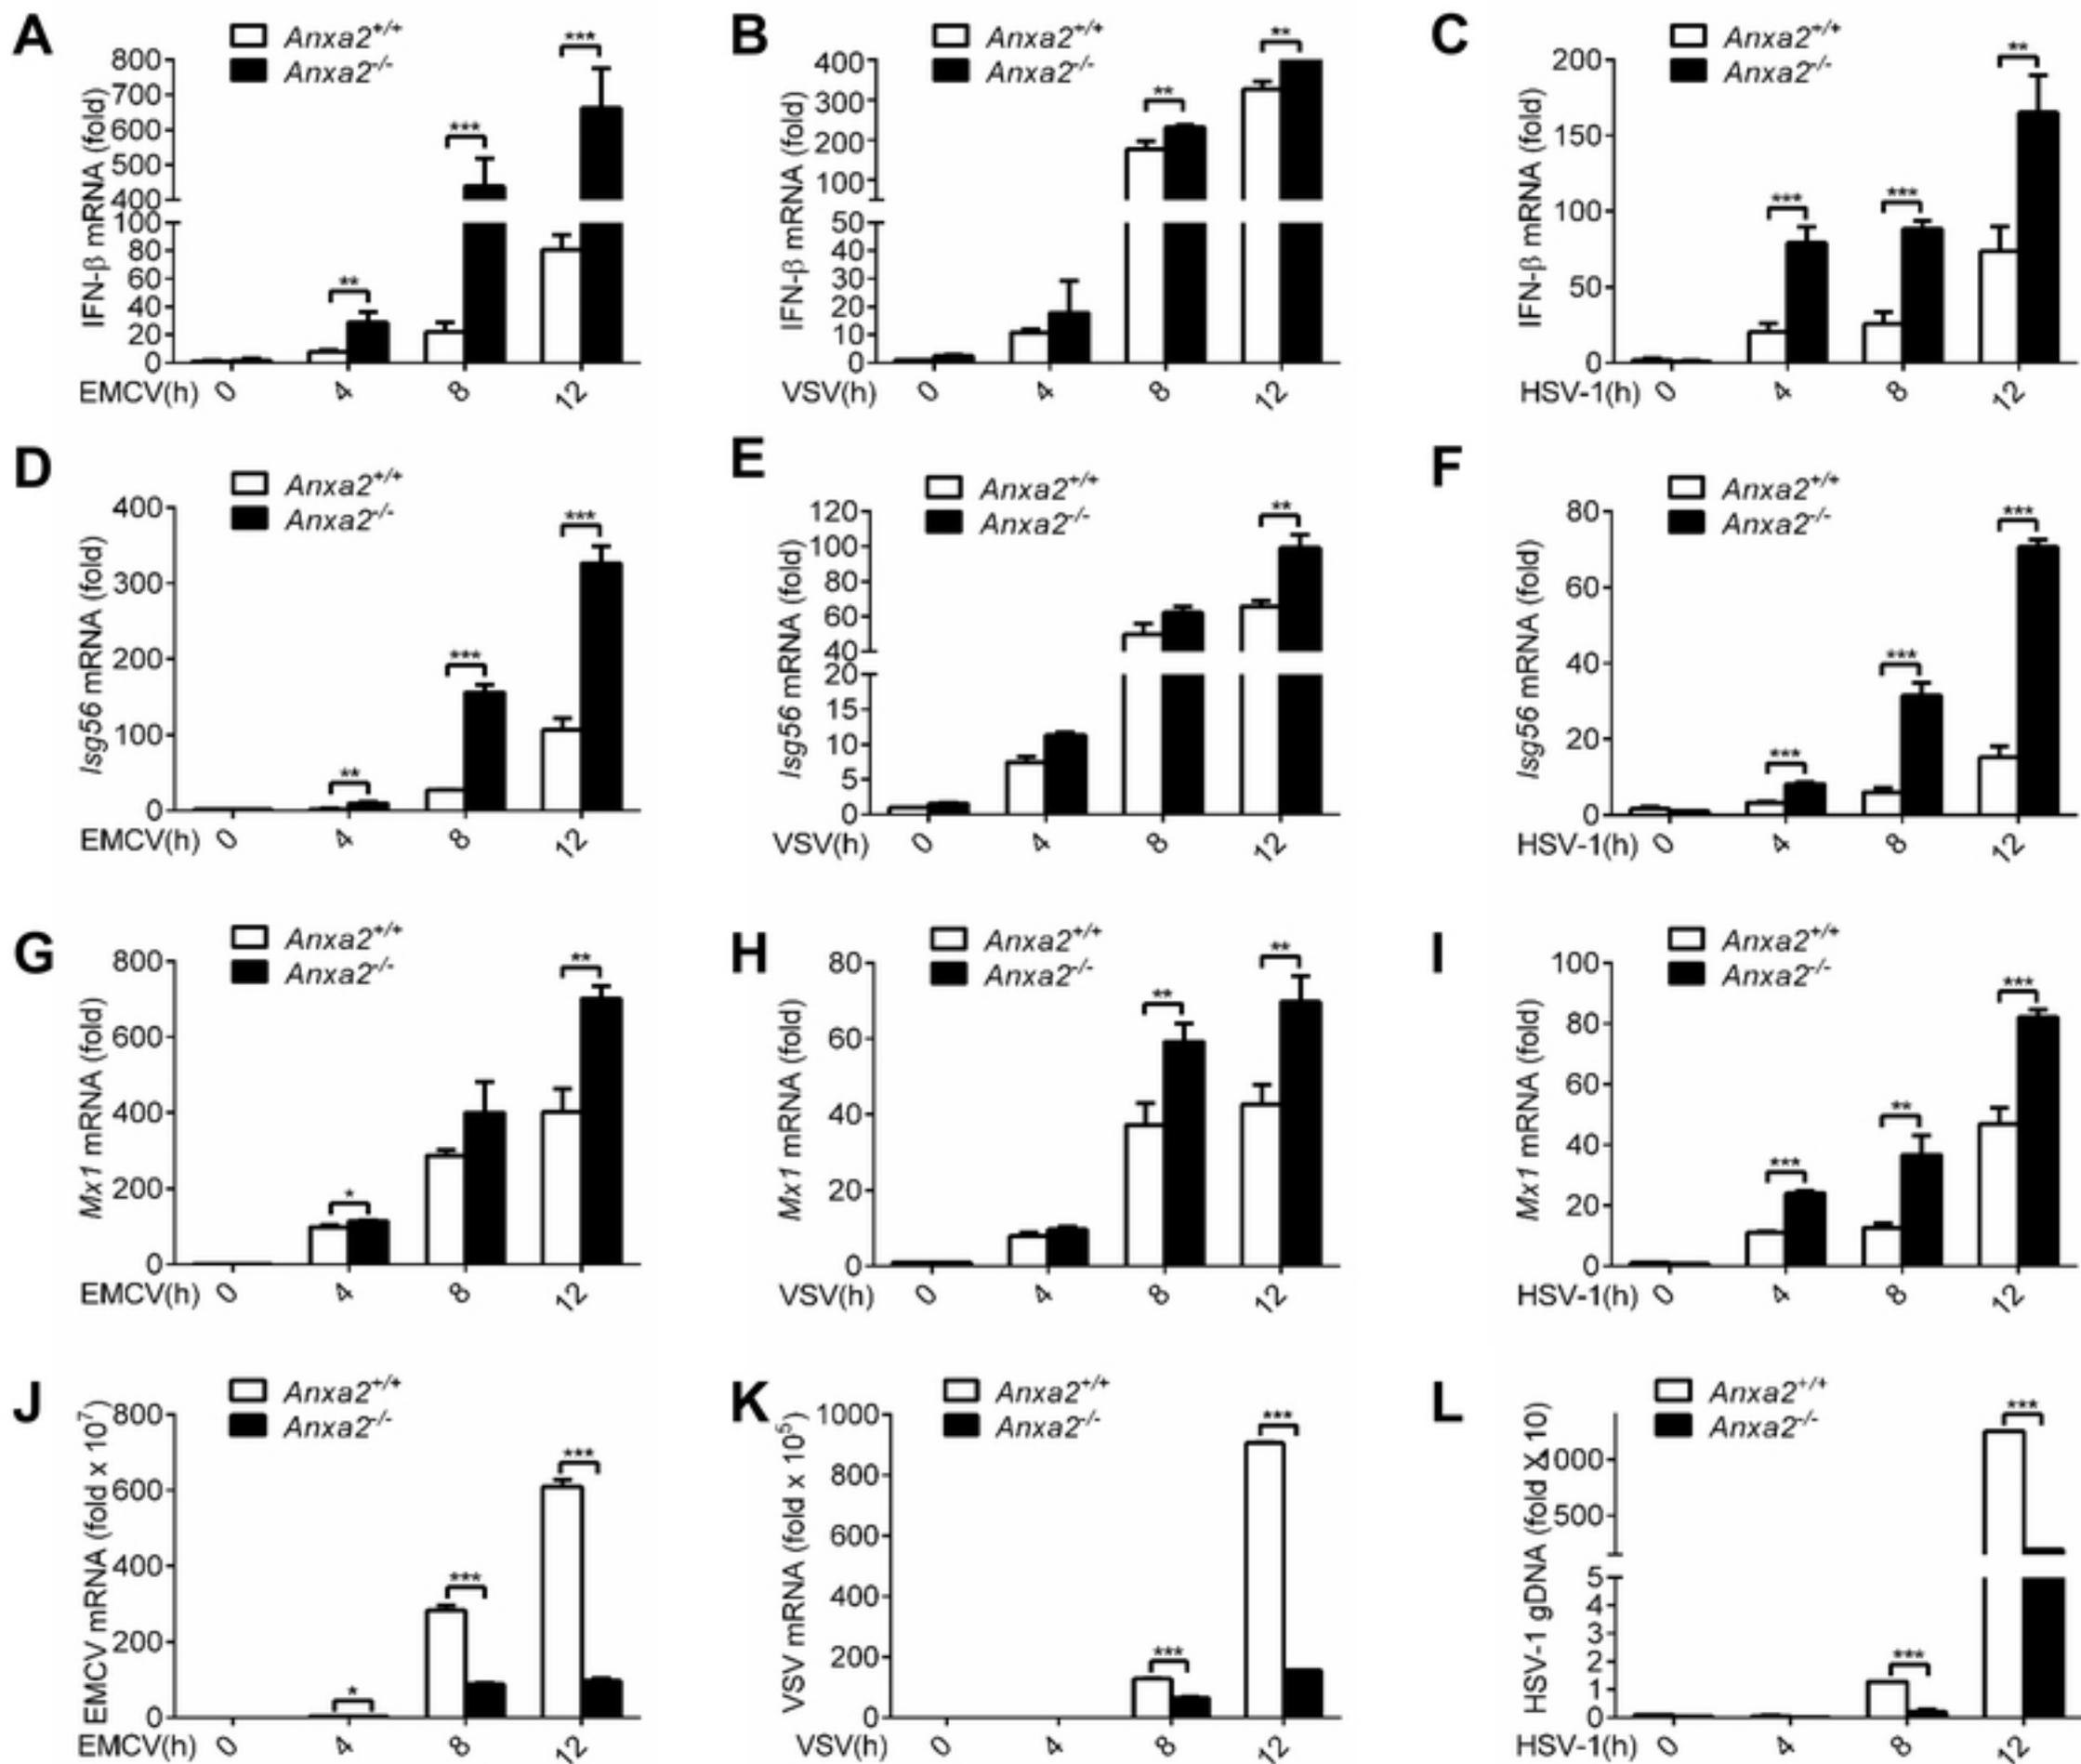 A
Anxa2+/+
Anxa2-/-
IFN-β mRNA (fold)
800
700
600
500
400
100
80
60
40
20
0
**
***
***
EMCV(h) 0 4 8 12
B
Anxa2+/+
Anxa2-/-
IFN-β mRNA (fold)
400
300
200
100
50
40
30
20
10
0
**
**
VSV(h) 0 4 8 12
C
Anxa2+/+
Anxa2-/-
IFN-β mRNA (fold)
200
150
100
50
0
***
***
**
HSV-1(h) 0 4 8 12
D
Anxa2+/+
Anxa2-/-
Isg56 mRNA (fold)
400
300
200
100
0
**
***
***
EMCV(h) 0 4 8 12
E
Anxa2+/+
Anxa2-/-
Isg56 mRNA (fold)
120
100
80
60
40
20
15
10
5
0
**
VSV(h) 0 4 8 12
F
Anxa2+/+
Anxa2-/-
Isg56 mRNA (fold)
80
60
40
20
0
***
***
***
HSV-1(h) 0 4 8 12
G
Anxa2+/+
Anxa2-/-
Mx1 mRNA (fold)
800
600
400
200
0
*
**
EMCV(h) 0 4 8 12
H
Anxa2+/+
Anxa2-/-
Mx1 mRNA (fold)
80
60
40
20
0
**
**
VSV(h) 0 4 8 12
I
Anxa2+/+
Anxa2-/-
Mx1 mRNA (fold)
100
80
60
40
20
0
***
**
***
HSV-1(h) 0 4 8 12
J
Anxa2+/+
Anxa2-/-
EMCV mRNA (fold x 10⁷)
800
600
400
200
0
*
***
***
EMCV(h) 0 4 8 12
K
Anxa2+/+
Anxa2-/-
VSV mRNA (fold x 10⁵)
1000
800
600
400
200
0
***
***
VSV(h) 0 4 8 12
L
Anxa2+/+
Anxa2-/-
HSV-1 gDNA (fold X 10)
1000
500
5
4
3
2
1
0
***
***
HSV-1(h) 0 4 8 12